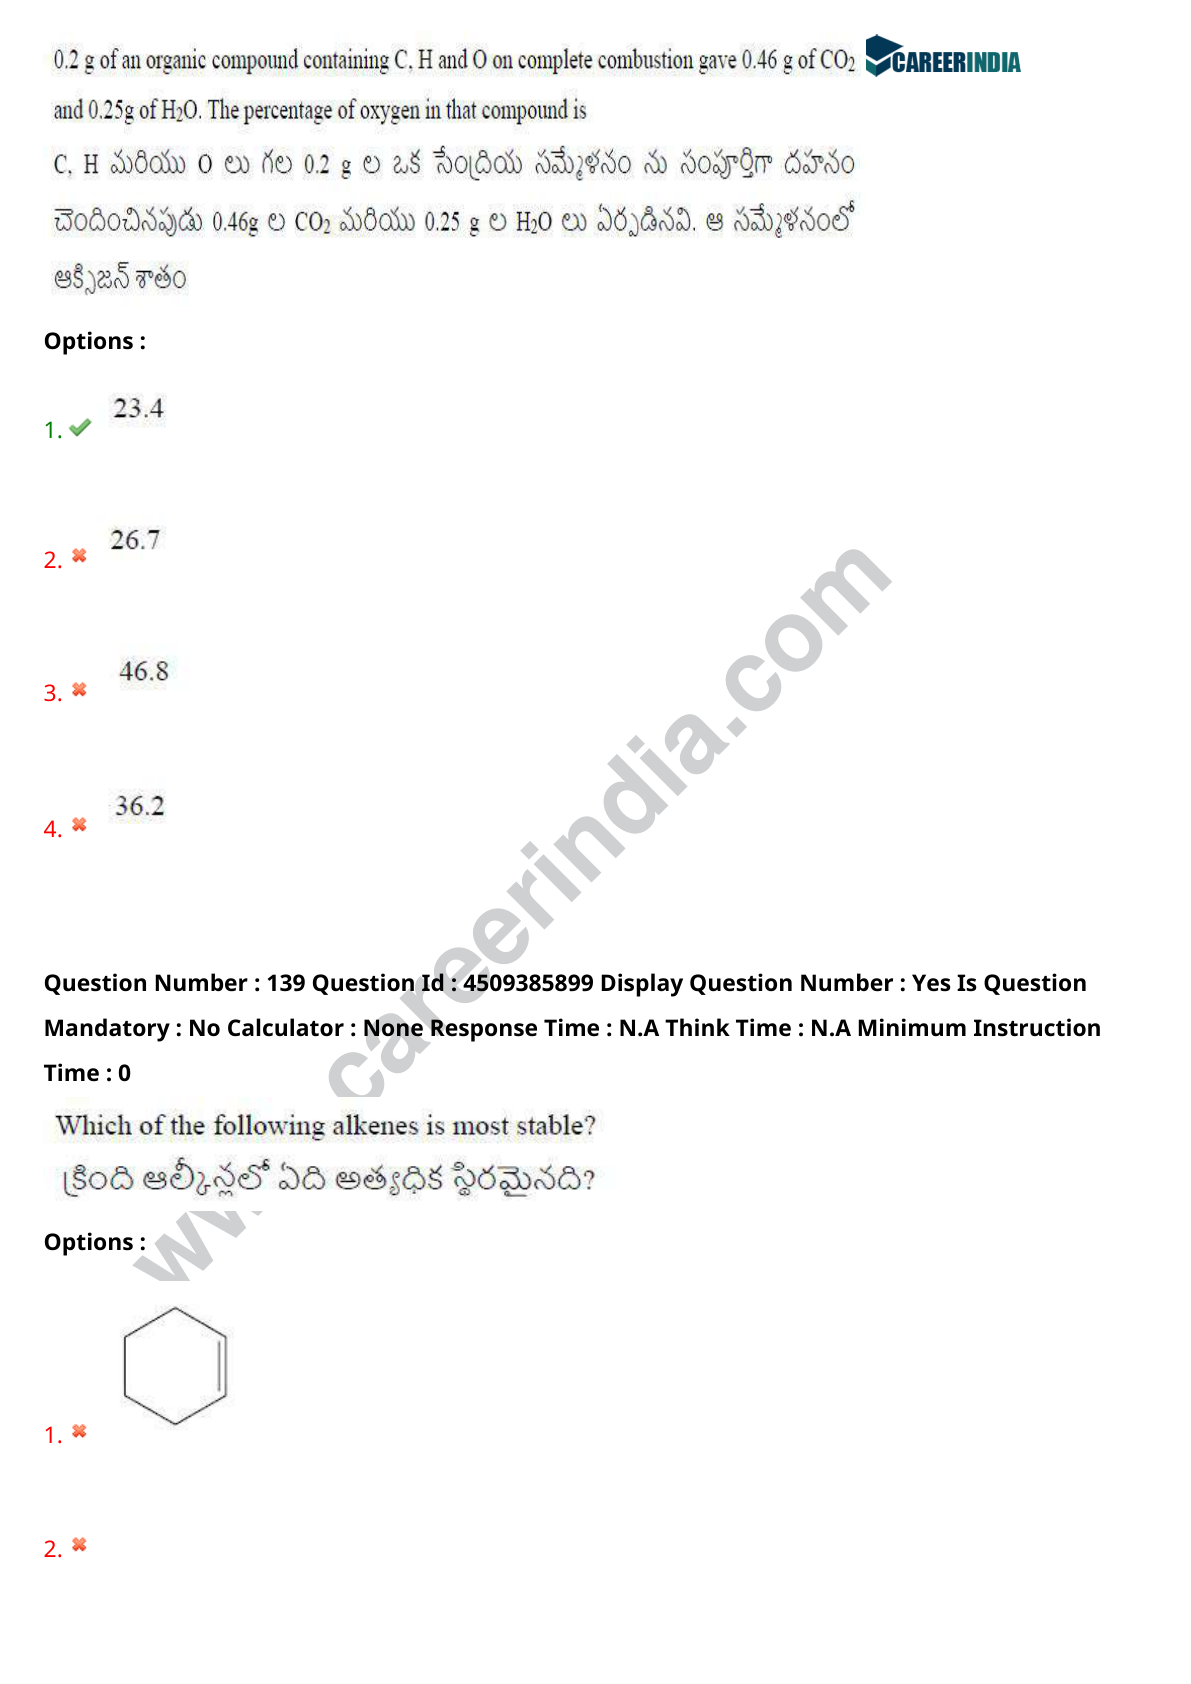 0.2 g of an organic compound containing C, H and O on complete combustion gave 0.46 g of CO₂
CAREERINDIA
and 0.25g of H₂O. The percentage of oxygen in that compound is
C, H మరియు O లు గల 0.2 g ల ఒక సేంద్రియ సమ్మేళనం ను సంపూర్తిగా దహనం
చెందించినపుడు 0.46g ల CO₂ మరియు 0.25 g ల H₂O లు ఏర్పడినవి. ఆ సమ్మేళనంలో
ఆక్సిజన్ శాతం
Options :
1. 23.4
2. 26.7
3. 46.8
4. 36.2
www.careerindia.com
Question Number : 139 Question Id : 4509385899 Display Question Number : Yes Is Question
Mandatory : No Calculator : None Response Time : N.A Think Time : N.A Minimum Instruction
Time : 0
Which of the following alkenes is most stable?
క్రింది ఆల్కీన్లలో ఏది అత్యధిక స్థిరమైనది?
Options :
1.
2.